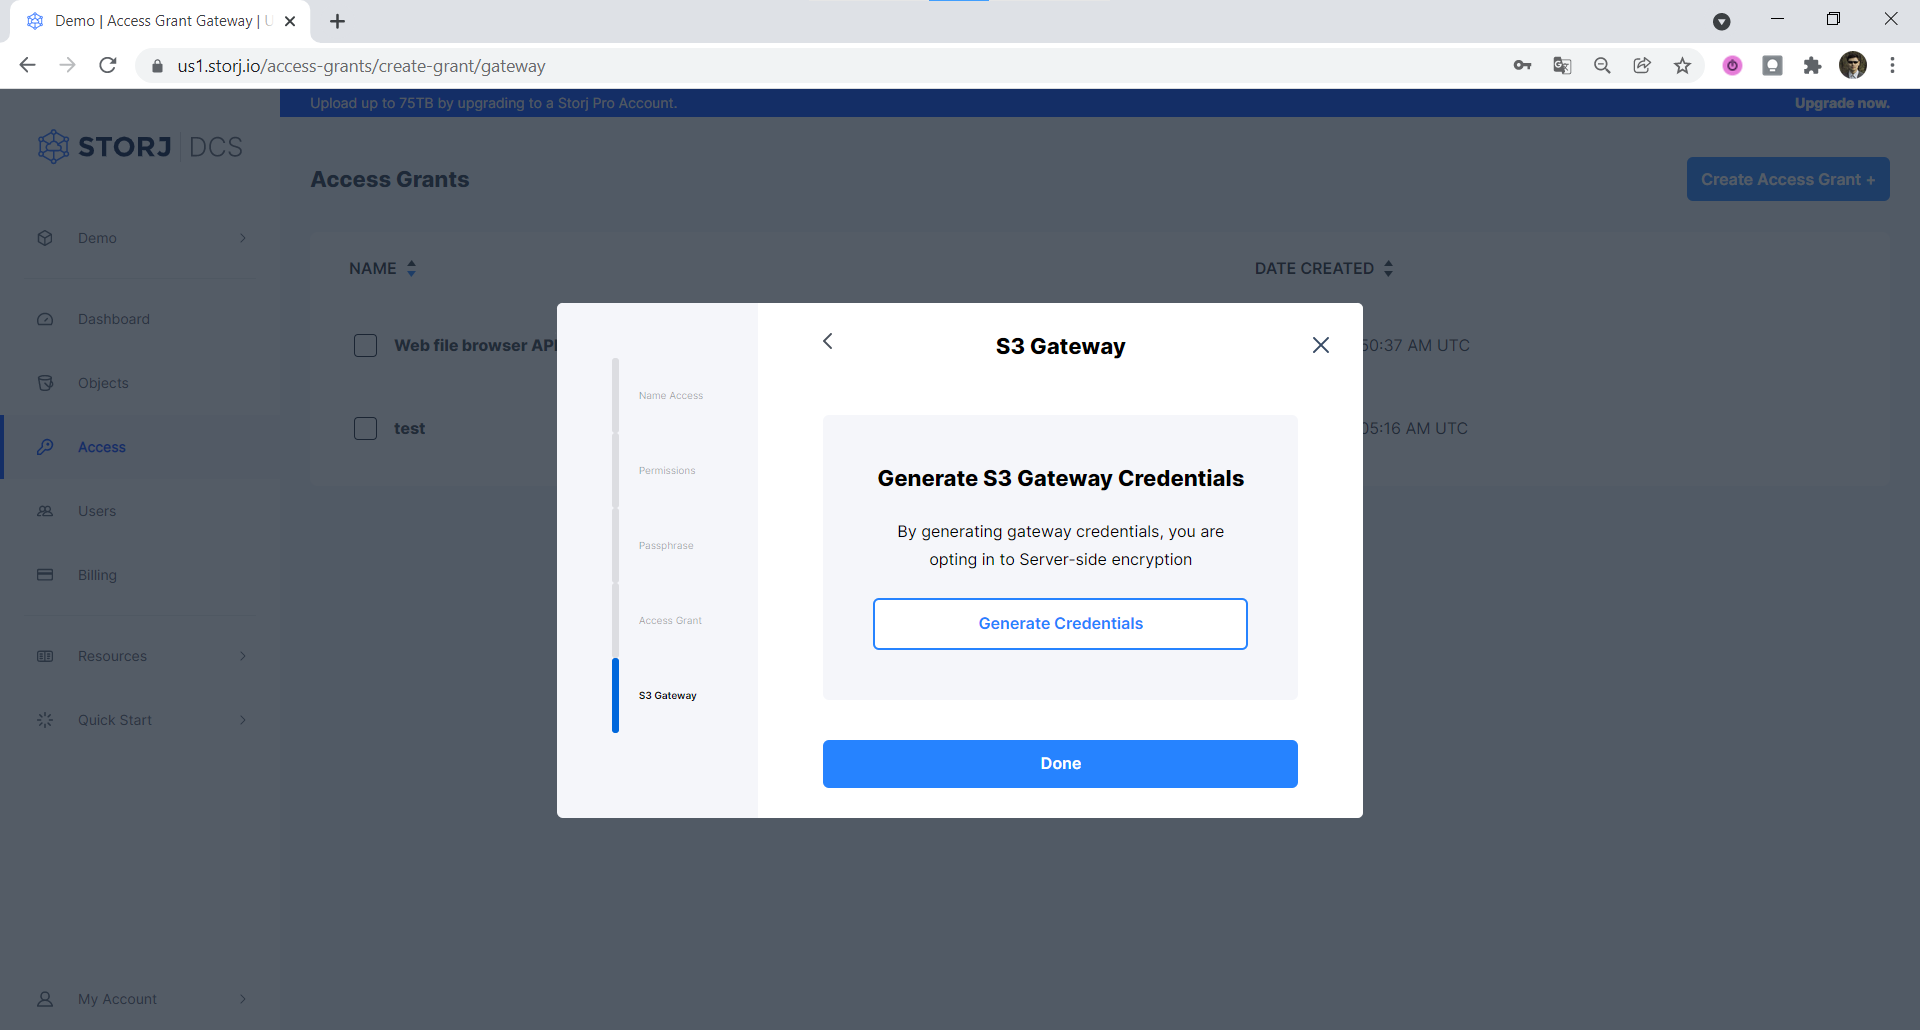 Demo | Access Grant Gateway | U
us1.storj.io/access-grants/create-grant/gateway
Upload up to 75TB by upgrading to a Storj Pro Account.
Upgrade now.
STORJ DCS
Access Grants
Create Access Grant +
Demo
NAME
DATE CREATED
Dashboard
Web file browser API
50:37 AM UTC
Objects
test
05:16 AM UTC
Access
Users
Billing
Resources
Quick Start
My Account
Name Access
Permissions
Passphrase
Access Grant
S3 Gateway
S3 Gateway
Generate S3 Gateway Credentials
By generating gateway credentials, you are
opting in to Server-side encryption
Generate Credentials
Done